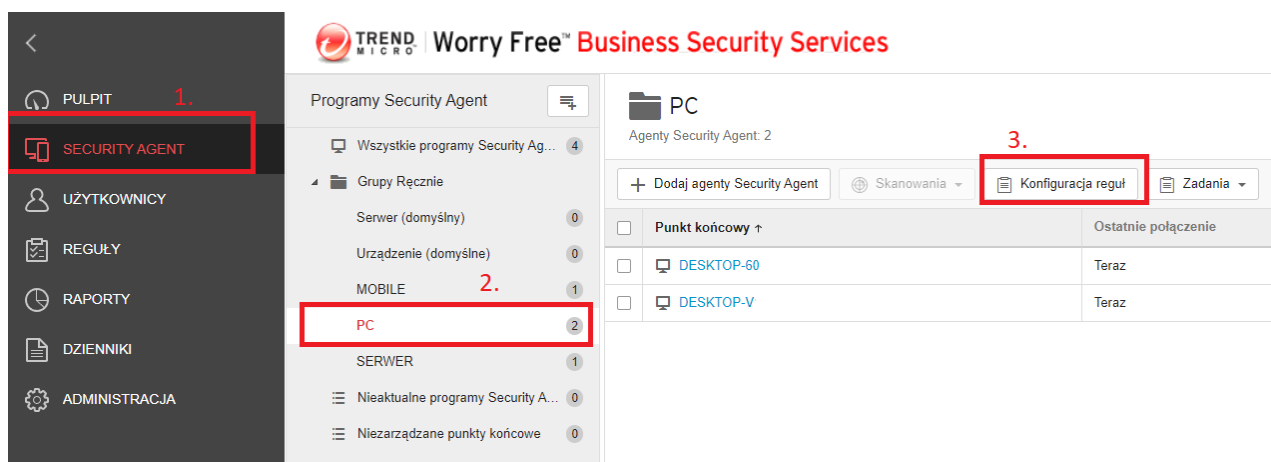 TREND MICRO Worry Free™ Business Security Services
1.
PULPIT
SECURITY AGENT
UŻYTKOWNICY
REGUŁY
RAPORTY
DZIENNIKI
ADMINISTRACJA
Programy Security Agent
Wszystkie programy Security Ag... 4
Grupy Ręcznie
Serwer (domyślny) 0
Urządzenie (domyślne) 0
MOBILE 1
2.
PC 2
SERWER 1
Nieaktualne programy Security A... 0
Niezarządzane punkty końcowe 0
PC
Agenty Security Agent: 2
3.
Dodaj agenty Security Agent Skanowania Konfiguracja reguł Zadania
Punkt końcowy ↑ Ostatnie połączenie
DESKTOP-60 Teraz
DESKTOP-V Teraz